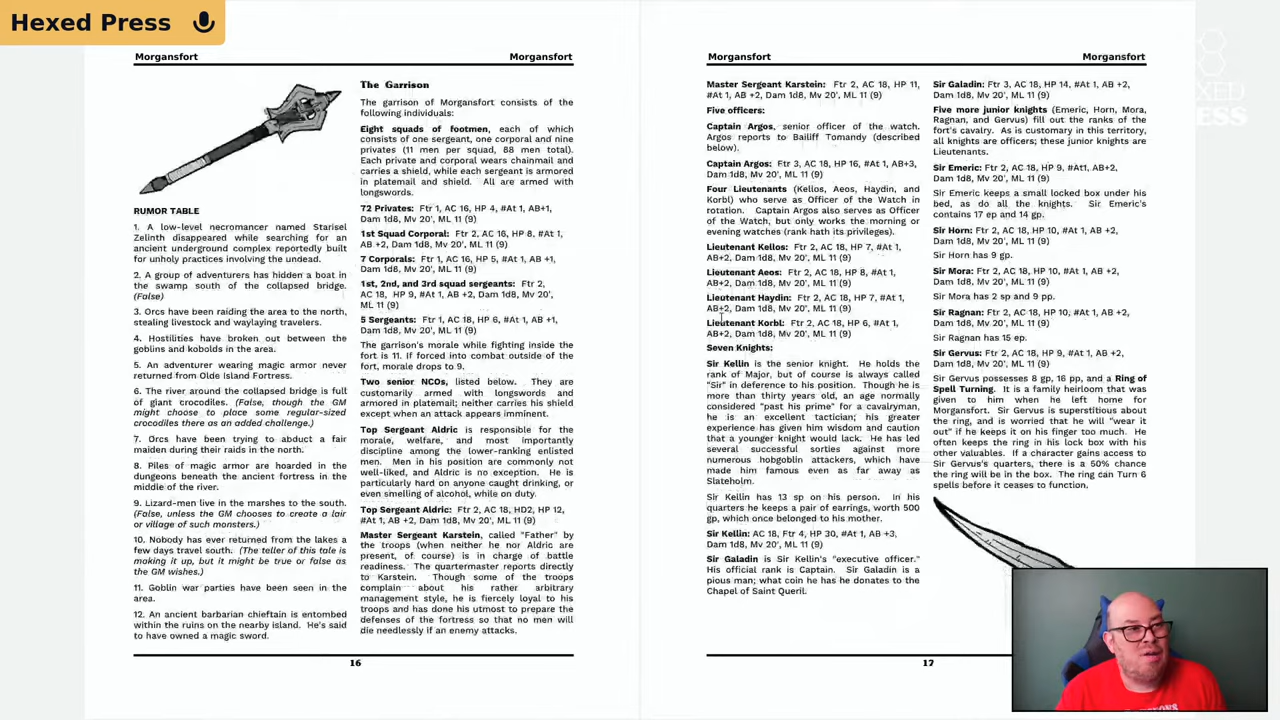 Hexed Press
Morgansfort
Morgansfort
RUMOR TABLE
1. A low-level necromancer named Starisel
Zelinth disappeared while searching for an
ancient underground complex reportedly built
for unholy practices involving the undead.
2. A group of adventurers has hidden a boat in
the swamp south of the collapsed bridge.
(False)
3. Orcs have been raiding the area to the north,
stealing livestock and waylaying travelers.
4. Hostilities have broken out between the
goblins and kobolds in the area.
5. An adventurer wearing magic armor never
returned from Olde Island Fortress.
6. The river around the collapsed bridge is full
of giant crocodiles. (False, though the GM
might choose to place some regular-sized
crocodiles there as an added challenge.)
7. Orcs have been trying to abduct a fair
maiden during their raids in the north.
8. Piles of magic armor are hoarded in the
dungeons beneath the ancient fortress in the
middle of the river.
9. Lizard-men live in the marshes to the south.
(False, unless the GM chooses to create a lair
or village of such monsters.)
10. Nobody has ever returned from the lakes a
few days travel south. (The teller of this tale is
making it up, but it might be true or false as
the GM wishes.)
11. Goblin war parties have been seen in the
area.
12. An ancient barbarian chieftain is entombed
within the ruins on the nearby island. He's said
to have owned a magic sword.
The Garrison
The garrison of Morgansfort consists of the
following individuals:
Eight squads of footmen, each of which
consists of one sergeant, one corporal and nine
privates (11 men per squad, 88 men total).
Each private and corporal wears chainmail and
carries a shield, while each sergeant is armored
in platemail and shield. All are armed with
longswords.
72 Privates: Ftr 1, AC 16, HP 4, #At 1, AB+1,
Dam 1d8, Mv 20', ML 11 (9)
1st Squad Corporal: Ftr 2, AC 16, HP 8, #At 1,
AB +2, Dam 1d8, Mv 20', ML 11 (9)
7 Corporals: Ftr 1, AC 16, HP 5, #At 1, AB +1,
Dam 1d8, Mv 20', ML 11 (9)
1st, 2nd, and 3rd squad sergeants: Ftr 2,
AC 18, HP 9, #At 1, AB +2, Dam 1d8, Mv 20',
ML 11 (9)
5 Sergeants: Ftr 1, AC 18, HP 6, #At 1, AB +1,
Dam 1d8, Mv 20', ML 11 (9)
The garrison's morale while fighting inside the
fort is 11. If forced into combat outside of the
fort, morale drops to 9.
Two senior NCOs, listed below. They are
customarily armed with longswords and
armored in platemail; neither carries his shield
except when an attack appears imminent.
Top Sergeant Aldric is responsible for the
morale, welfare, and most importantly
discipline among the lower-ranking enlisted
men. Men in his position are commonly not
well-liked, and Aldric is no exception. He is
particularly hard on anyone caught drinking, or
even smelling of alcohol, while on duty.
Top Sergeant Aldric: Ftr 2, AC 18, HD2, HP 12,
#At 1, AB +2, Dam 1d8, Mv 20', ML 11 (9)
Master Sergeant Karstein, called "Father" by
the troops (when neither he nor Aldric are
present, of course) is in charge of battle
readiness. The quartermaster reports directly
to Karstein. Though some of the troops
complain about his rather arbitrary
management style, he is fiercely loyal to his
troops and has done his utmost to prepare the
defenses of the fortress so that no men will
die needlessly if an enemy attacks.
16
Morgansfort
Morgansfort
Master Sergeant Karstein: Ftr 2, AC 18, HP 11,
#At 1, AB +2, Dam 1d8, Mv 20', ML 11 (9)
Five officers:
Captain Argos, senior officer of the watch.
Argos reports to Bailiff Tomandy (described
below).
Captain Argos: Ftr 3, AC 18, HP 16, #At 1, AB+3,
Dam 1d8, Mv 20', ML 11 (9)
Four Lieutenants (Kellos, Aeos, Haydin, and
Korbl) who serve as Officer of the Watch in
rotation. Captain Argos also serves as Officer
of the Watch, but only works the morning or
evening watches (rank hath its privileges).
Lieutenant Kellos: Ftr 2, AC 18, HP 7, #At 1,
AB+2, Dam 1d8, Mv 20', ML 11 (9)
Lieutenant Aeos: Ftr 2, AC 18, HP 8, #At 1,
AB+2, Dam 1d8, Mv 20', ML 11 (9)
Lieutenant Haydin: Ftr 2, AC 18, HP 7, #At 1,
AB+2, Dam 1d8, Mv 20', ML 11 (9)
Lieutenant Korbl: Ftr 2, AC 18, HP 6, #At 1,
AB+2, Dam 1d8, Mv 20', ML 11 (9)
Seven Knights:
Sir Kellin is the senior knight. He holds the
rank of Major, but of course is always called
"Sir" in deference to his position. Though he is
more than thirty years old, an age normally
considered "past his prime" for a cavalryman,
he is an excellent tactician; his greater
experience has given him wisdom and caution
that a younger knight would lack. He has led
several successful sorties against more
numerous hobgoblin attackers, which have
made him famous even as far away as
Slateholm.
Sir Kellin has 13 sp on his person. In his
quarters he keeps a pair of earrings, worth 500
gp, which once belonged to his mother.
Sir Kellin: AC 18, Ftr 4, HP 30, #At 1, AB +3,
Dam 1d8, Mv 20', ML 11 (9)
Sir Galadin is Sir Kellin's "executive officer."
His official rank is Captain. Sir Galadin is a
pious man; what coin he has he donates to the
Chapel of Saint Queril.
Sir Galadin: Ftr 3, AC 18, HP 14, #At 1, AB +2,
Dam 1d8, Mv 20', ML 11 (9)
Five more junior knights (Emeric, Horn, Mora,
Ragnan, and Gervus) fill out the ranks of the
fort's cavalry. As is customary in this territory,
all knights are officers; these junior knights are
Lieutenants.
Sir Emeric: Ftr 2, AC 18, HP 9, #At1, AB +2,
Dam 1d8, Mv 20', ML 11 (9)
Sir Emeric keeps a small locked box under his
bed, as do all the knights. Sir Emeric's
contains 17 ep and 14 gp.
Sir Horn: Ftr 2, AC 18, HP 10, #At 1, AB +2,
Dam 1d8, Mv 20', ML 11 (9)
Sir Horn has 9 gp.
Sir Mora: Ftr 2, AC 18, HP 10, #At 1, AB +2,
Dam 1d8, Mv 20', ML 11 (9)
Sir Mora has 2 sp and 9 pp.
Sir Ragnan: Ftr 2, AC 18, HP 10, #At 1, AB +2,
Dam 1d8, Mv 20', ML 11 (9)
Sir Ragnan has 15 ep.
Sir Gervus: Ftr 2, AC 18, HP 9, #At 1, AB +2,
Dam 1d8, Mv 20', ML 11 (9)
Sir Gervus possesses 8 gp, 16 pp, and a Ring of
Spell Turning. It is a family heirloom that was
given to him when he left home for
Morgansfort. Sir Gervus is superstitious about
the ring, and is worried that he will "wear it
out" if he keeps it on his finger too much. He
often keeps the ring in his lock box with his
other valuables. If a character gains access to
Sir Gervus's quarters, there is a 50% chance
the ring will be in the box. The ring can Turn 6
spells before it ceases to function.
17